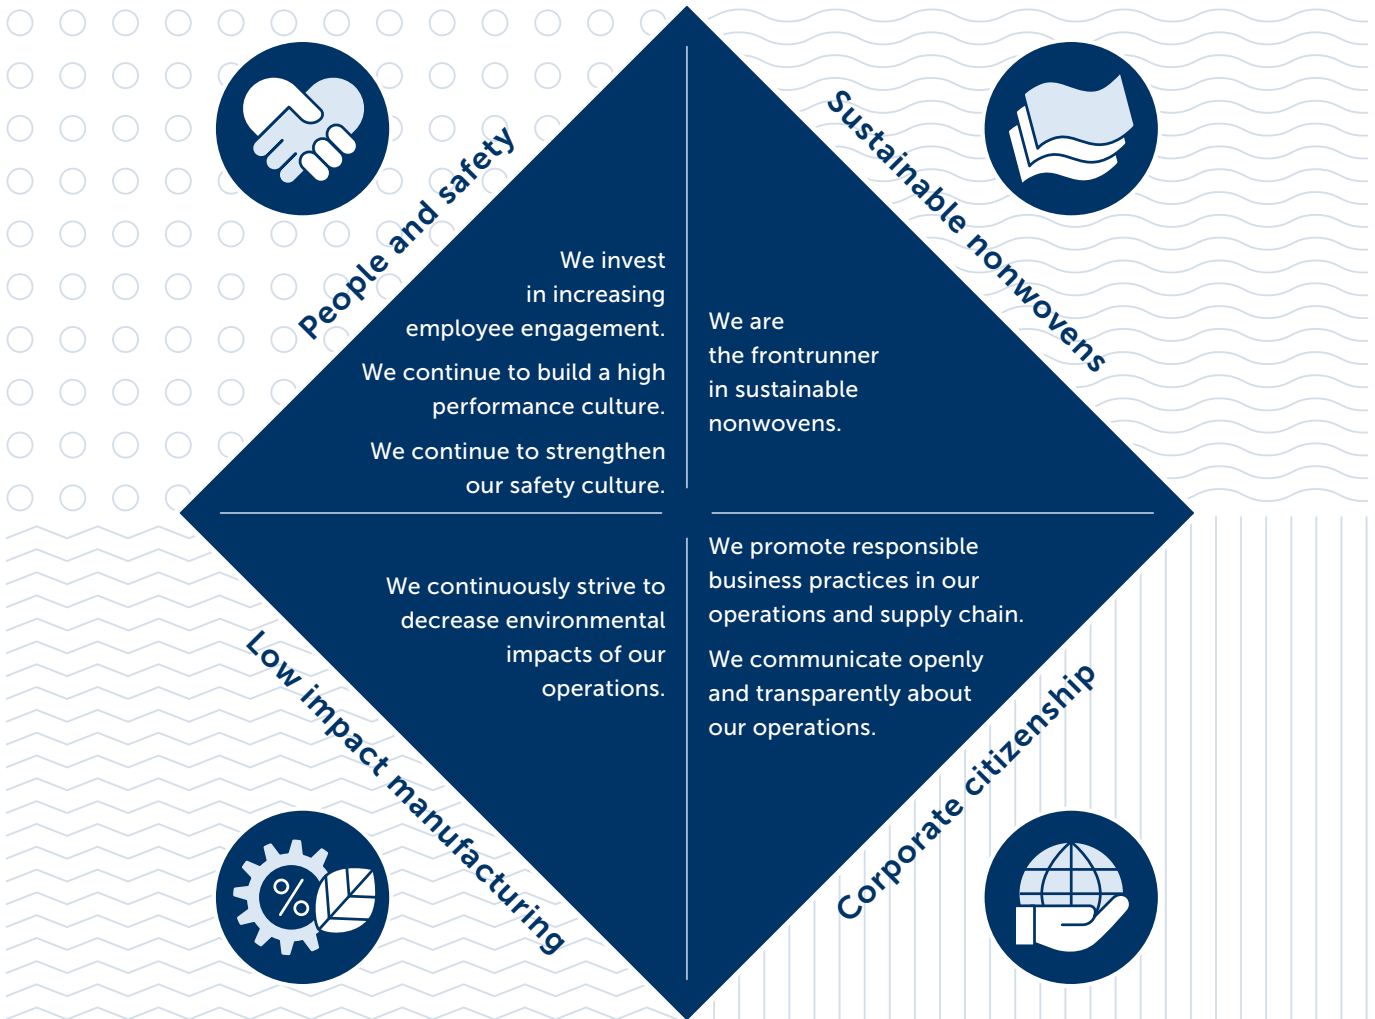 People and safety
We invest
in increasing
employee engagement.
We continue to build a high
performance culture.
We continue to strengthen
our safety culture.
Sustainable nonwovens
We are
the frontrunner
in sustainable
nonwovens.
Low impact manufacturing
We continuously strive to
decrease environmental
impacts of our
operations.
Corporate citizenship
We promote responsible
business practices in our
operations and supply chain.
We communicate openly
and transparently about
our operations.
%